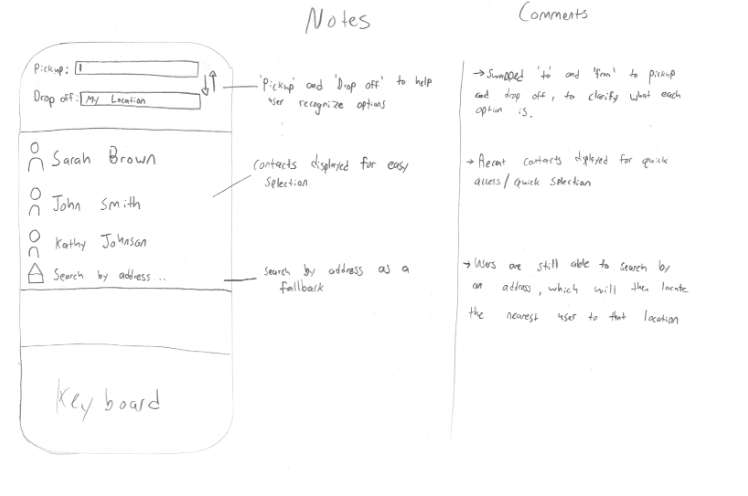 Notes
Comments
Pickup:
Drop off: My Location
Sarah Brown
John Smith
Kathy Johnson
Search by address...
Keyboard
'Pickup' and 'Drop off' to help
user recognize options
Contacts displayed for easy
selection
Search by address as a
fallback
→ Swapped 'to' and 'from' to pickup
and drop off, to clarify what each
option is.
→ Recent contacts displayed for quick
access/quick selection
→ Users are still able to search by
an address, which will then locate
the nearest user to that location